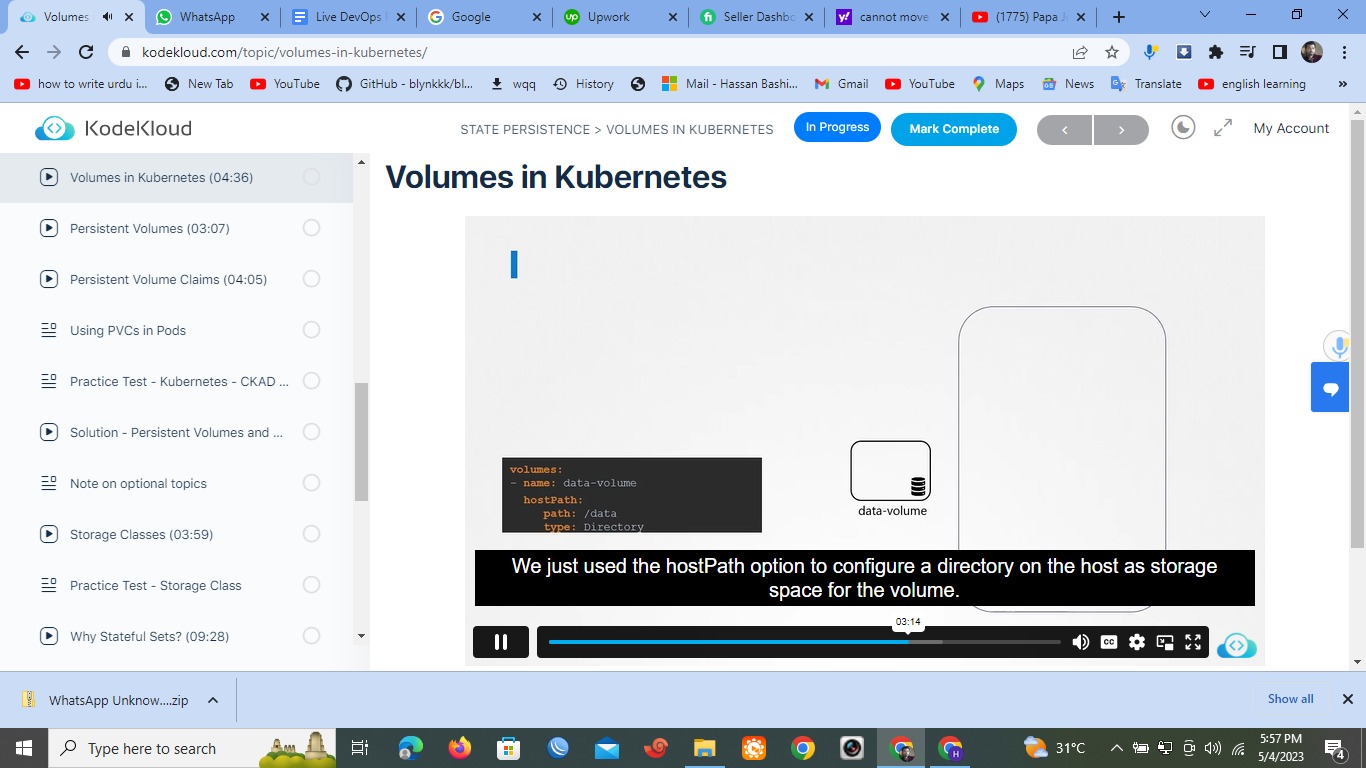 Volumes
WhatsApp
Live DevOps
Google
Upwork
Seller Dashbo
cannot move
(1775) Papa J
kodekloud.com/topic/volumes-in-kubernetes/
how to write urdu i...
New Tab
YouTube
GitHub - blynkkk/bl...
wqq
History
Mail - Hassan Bashi...
Gmail
YouTube
Maps
News
Translate
english learning
»
KodeKloud
STATE PERSISTENCE > VOLUMES IN KUBERNETES
In Progress
Mark Complete
My Account
Volumes in Kubernetes (04:36)
Persistent Volumes (03:07)
Persistent Volume Claims (04:05)
Using PVCs in Pods
Practice Test - Kubernetes - CKAD ...
Solution - Persistent Volumes and ...
Note on optional topics
Storage Classes (03:59)
Practice Test - Storage Class
Why Stateful Sets? (09:28)
Volumes in Kubernetes
volumes:
- name: data-volume
hostPath:
path: /data
type: Directory
data-volume
We just used the hostPath option to configure a directory on the host as storage
space for the volume.
03:14
CC
WhatsApp Unknow....zip
Show all
Type here to search
31°C
5:57 PM
5/4/2023
4